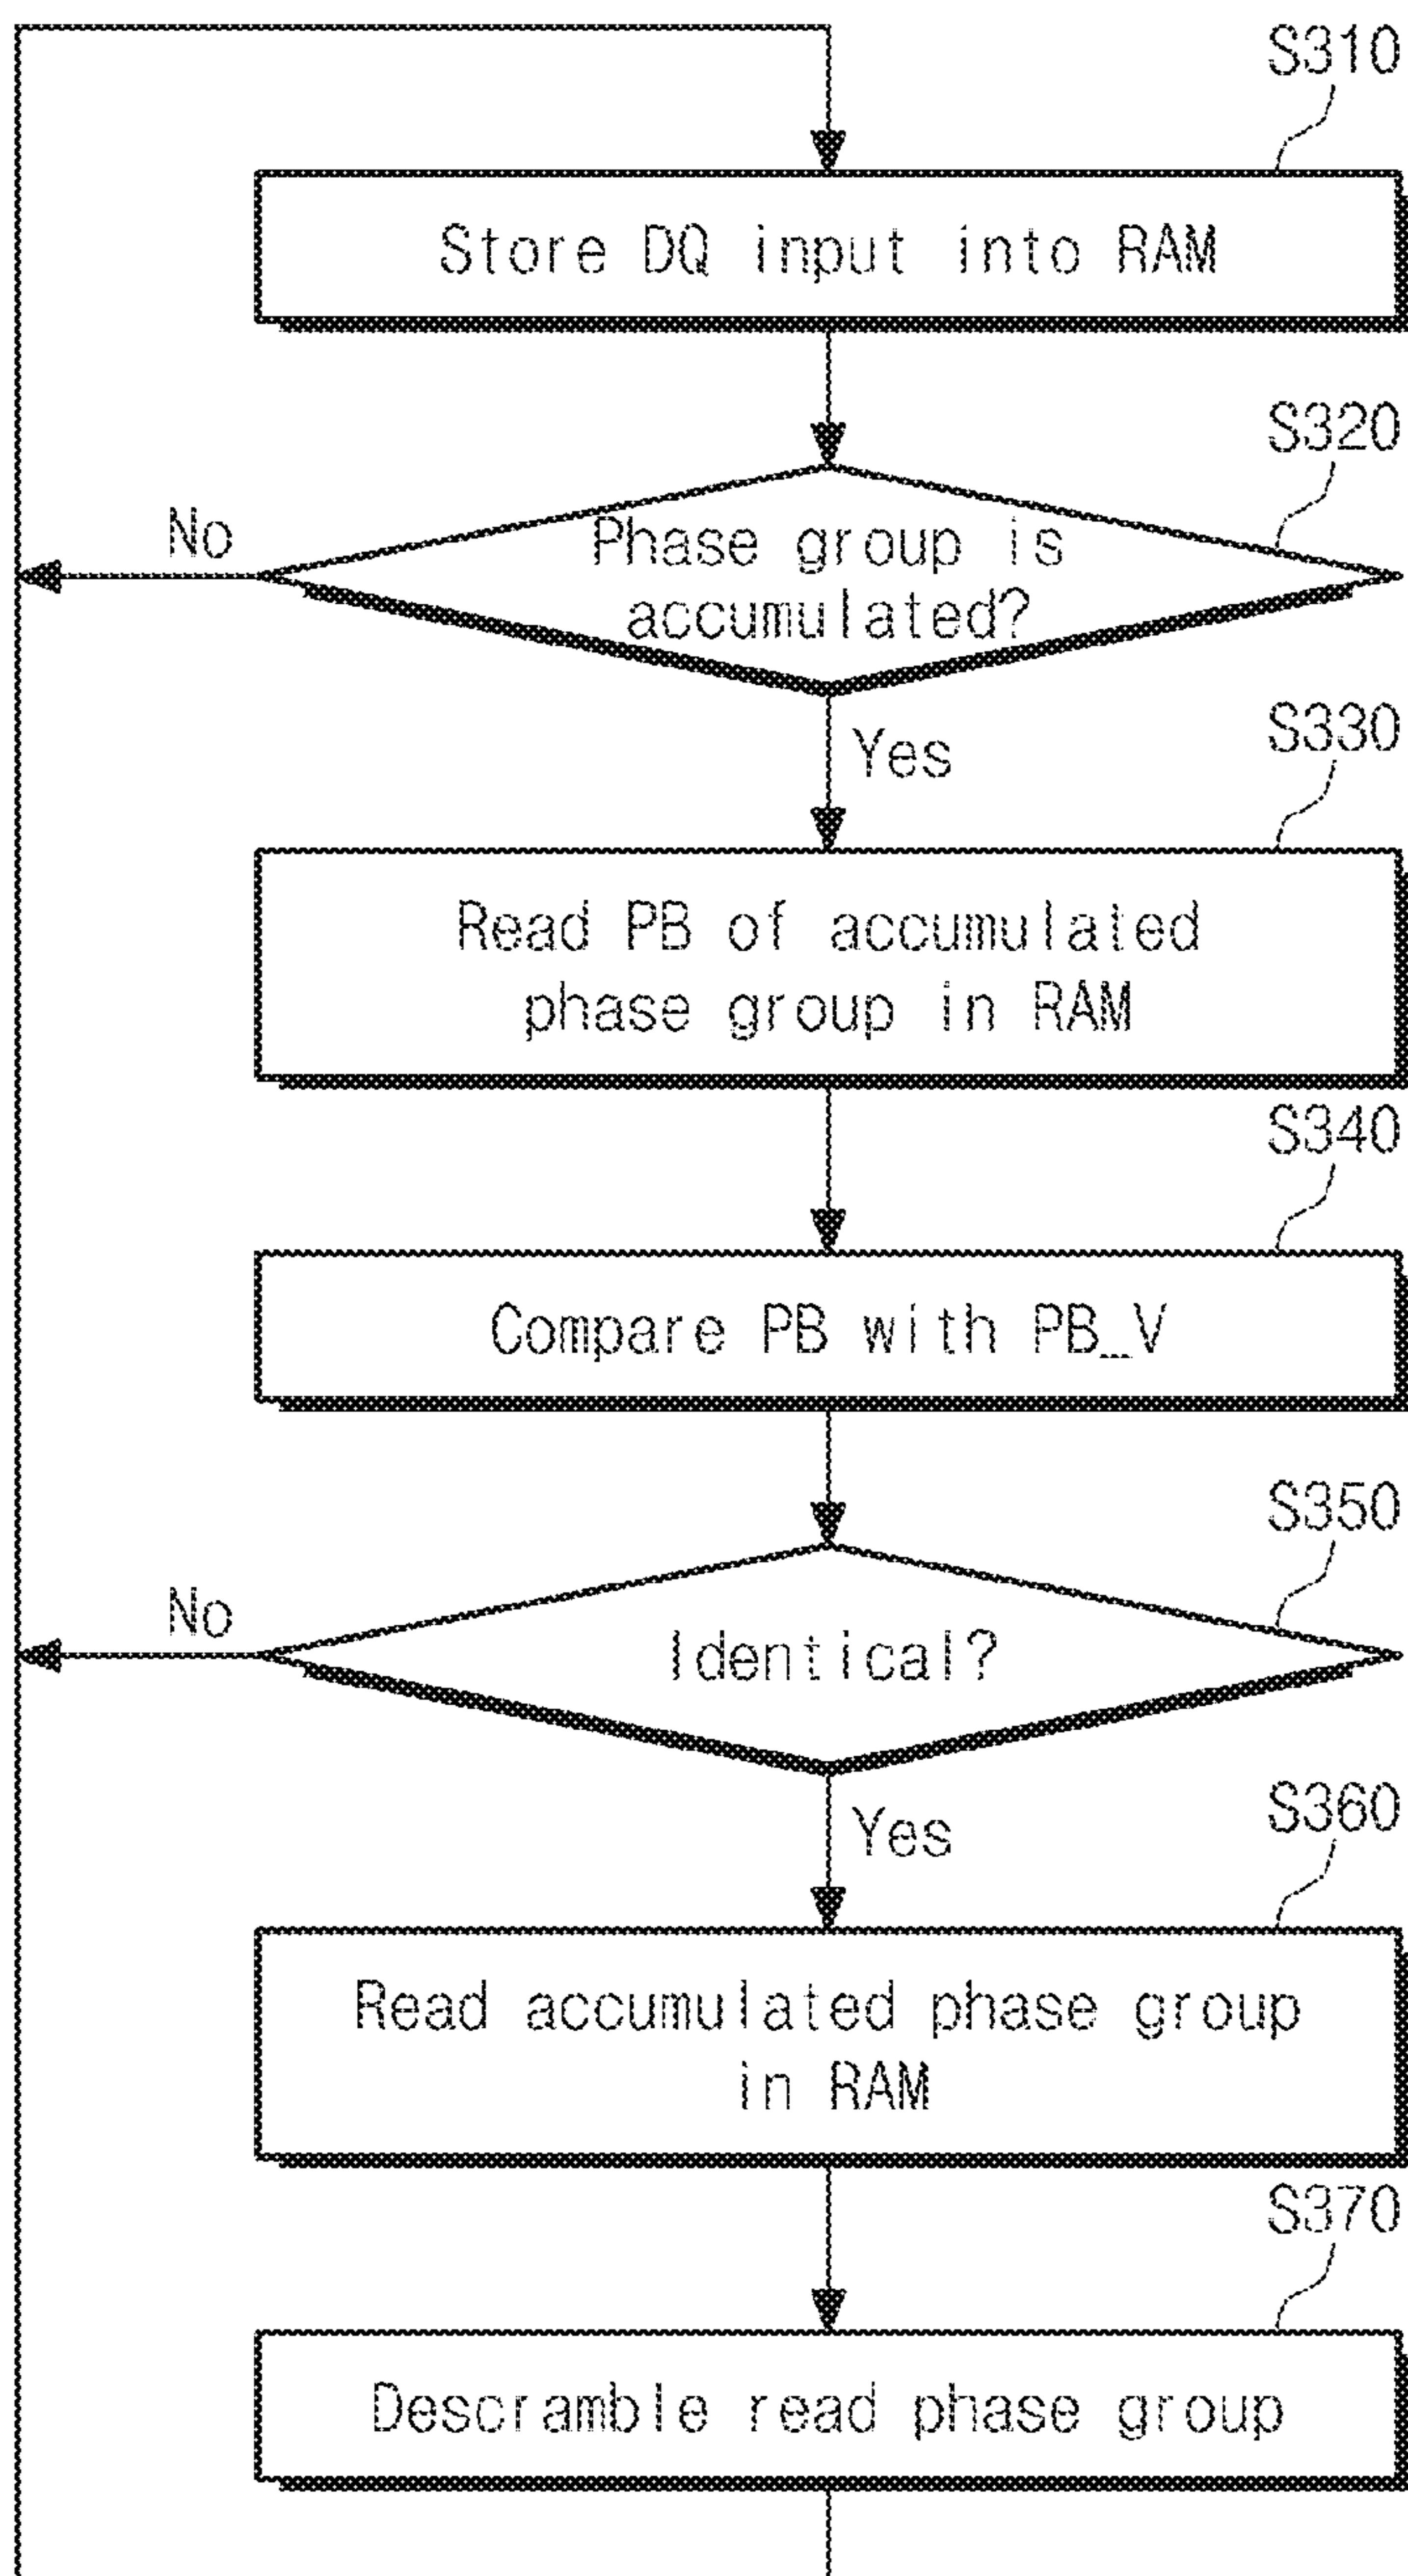 S310
Store DQ input into RAM
S320
No
Phase group is
accumulated?
Yes
S330
Read PB of accumulated
phase group in RAM
S340
Compare PB with PB_V
S350
No
Identical?
Yes
S360
Read accumulated phase group
in RAM
S370
Descramble read phase group